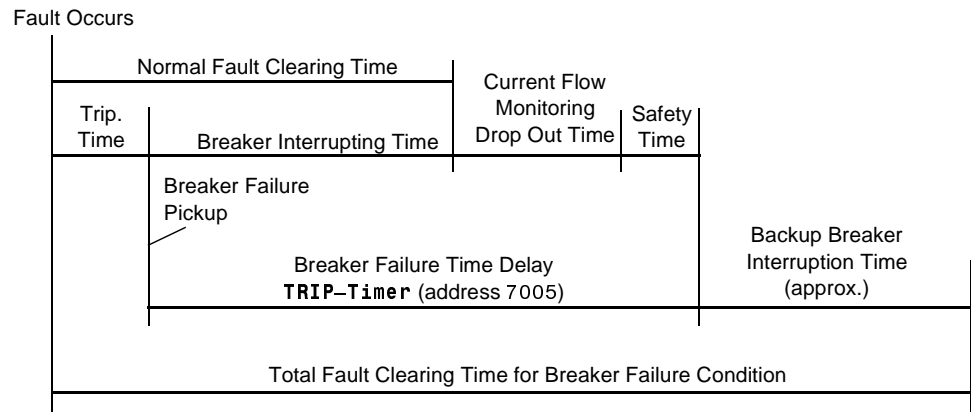 Fault Occurs
Normal Fault Clearing Time
Current Flow
Monitoring
Drop Out Time
Trip.
Time
Breaker Interrupting Time
Safety
Time
Breaker Failure
Pickup
Breaker Failure Time Delay
TRIP–Timer (address 7005)
Backup Breaker
Interruption Time
(approx.)
Total Fault Clearing Time for Breaker Failure Condition